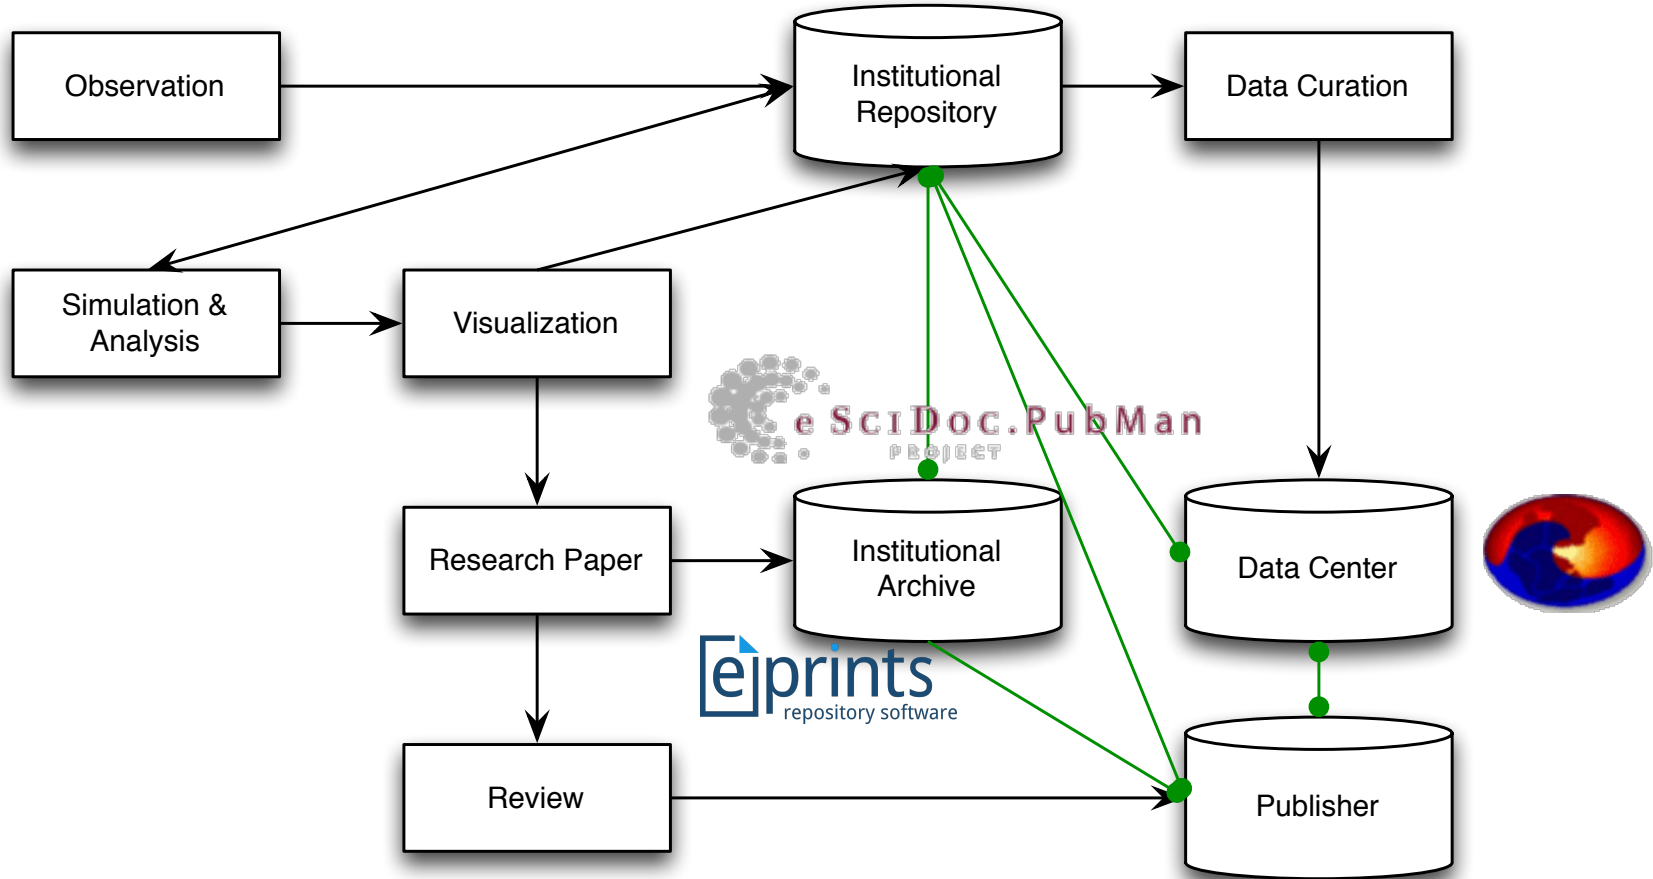 Observation
Institutional
Repository
Data Curation
Simulation &
Analysis
Visualization
e SciDoc.PubMan
PROJECT
Research Paper
Institutional
Archive
Data Center
eprints
repository software
Review
Publisher